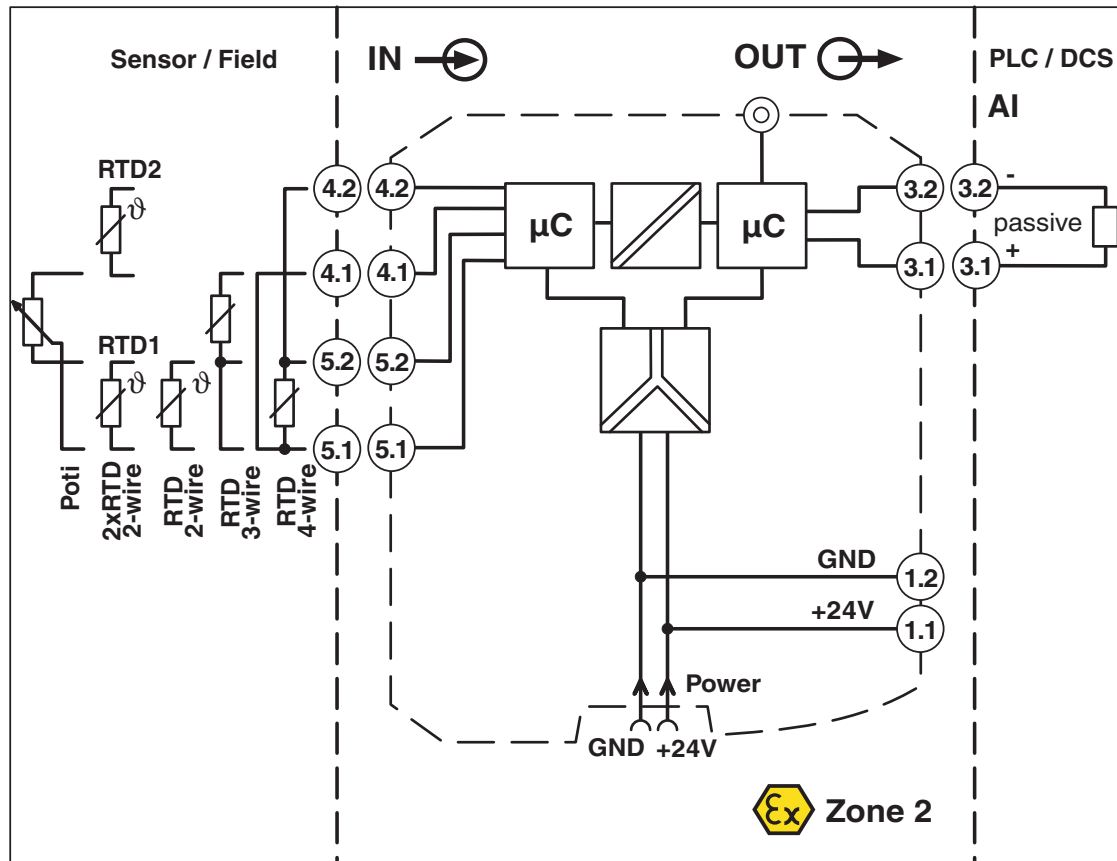 Sensor / Field
IN
OUT
PLC / DCS
AI
RTD2
ϑ
RTD1
ϑ
ϑ
Poti
2xRTD
2-wire
RTD
2-wire
RTD
3-wire
RTD
4-wire
4.2
4.1
5.2
5.1
4.2
4.1
5.2
5.1
µC
µC
3.2
3.1
3.2
3.1
-
passive
+
GND
1.2
+24V
1.1
Power
GND +24V
Ex Zone 2